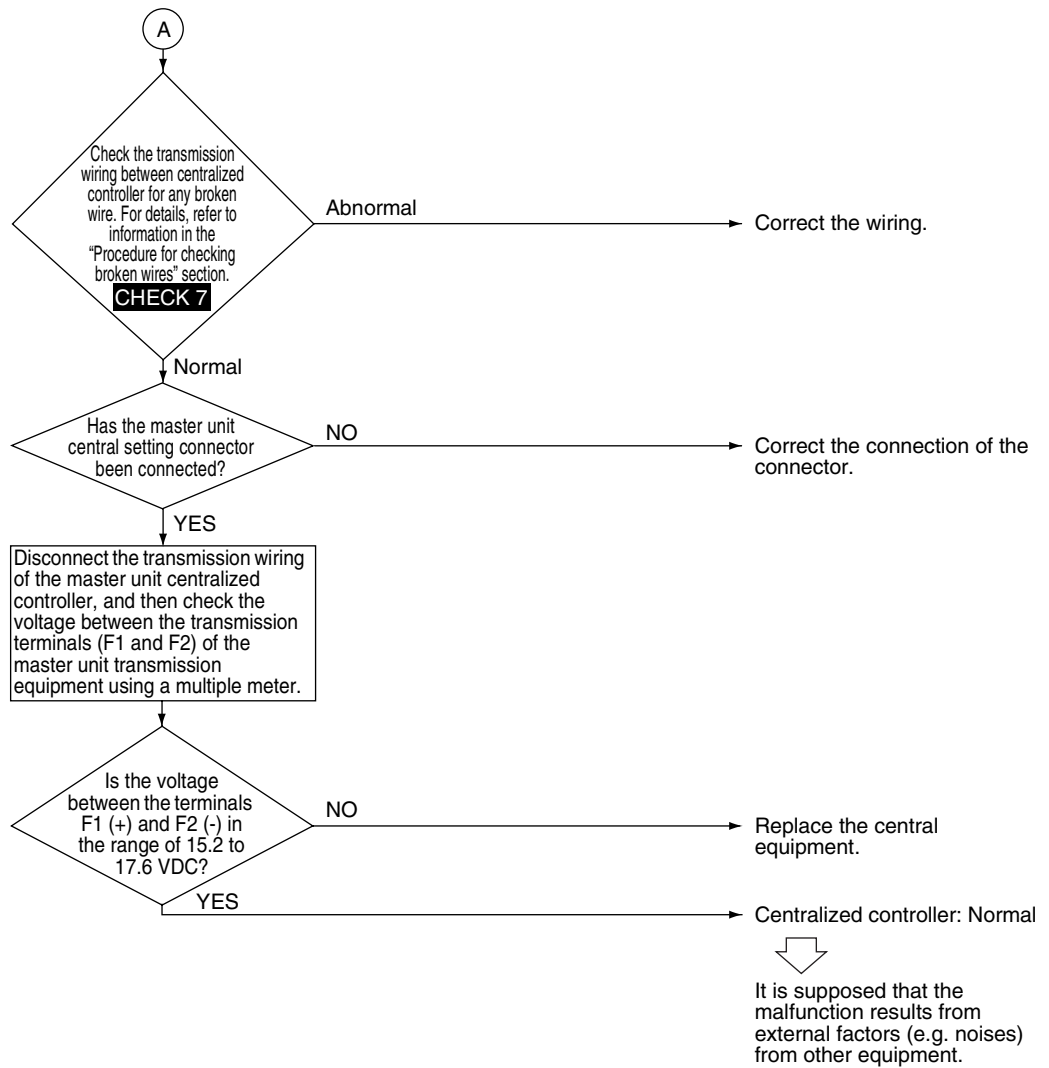 A
Check the transmission
wiring between centralized
controller for any broken
wire. For details, refer to
information in the
“Procedure for checking
broken wires” section.
CHECK 7
Abnormal
Correct the wiring.
Normal
Has the master unit
central setting connector
been connected?
NO
Correct the connection of the
connector.
YES
Disconnect the transmission wiring
of the master unit centralized
controller, and then check the
voltage between the transmission
terminals (F1 and F2) of the
master unit transmission
equipment using a multiple meter.
Is the voltage
between the terminals
F1 (+) and F2 (-) in
the range of 15.2 to
17.6 VDC?
NO
Replace the central
equipment.
YES
Centralized controller: Normal
It is supposed that the
malfunction results from
external factors (e.g. noises)
from other equipment.